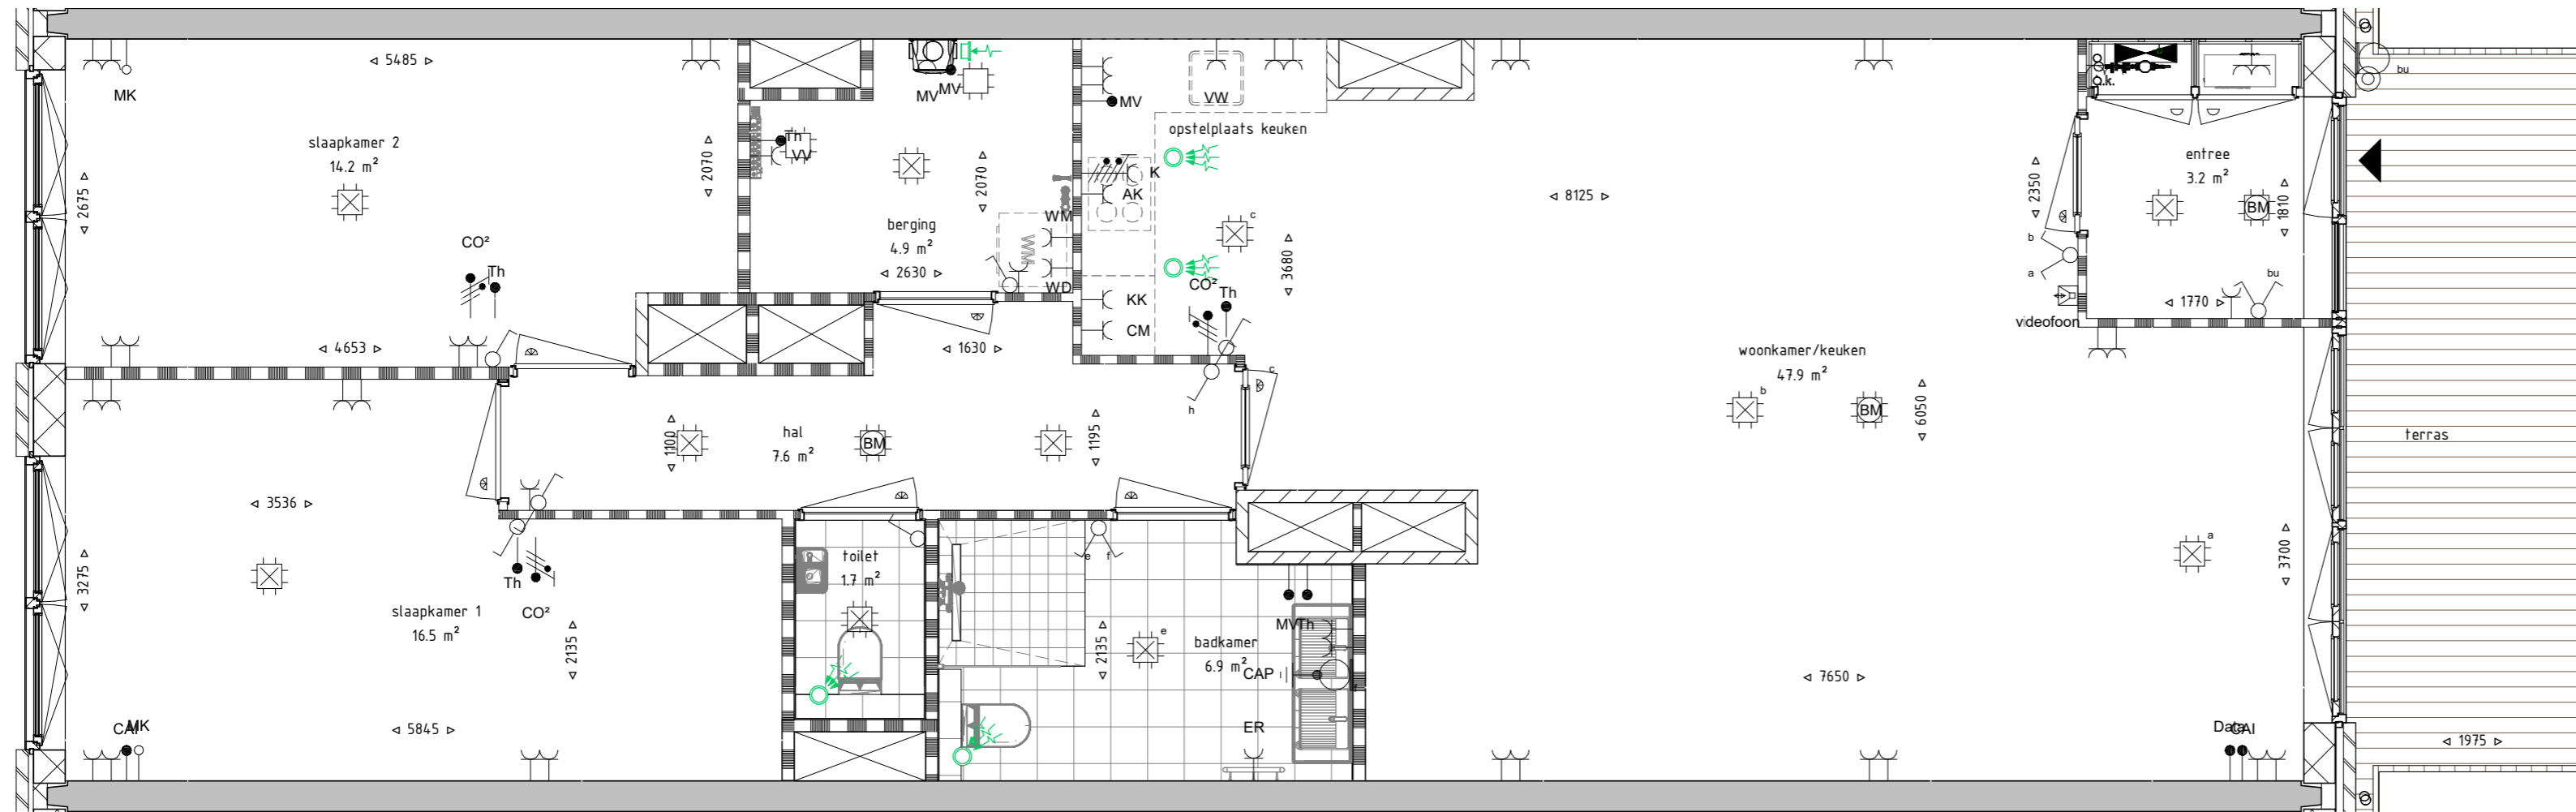 5485
MK
slaapkamer 2
14.2 m²
2675
2070
CO²
Th
4653
MV
MV
Th
VV
2070
berging
4.9 m²
2630
WM
WM
WD
1630
MV
VW
opstelplaats keuken
K
AK
c
3680
CO²
Th
KK
CM
h
c
8125
2350
b
a
videofoon
entree
3.2 m²
BM
1810
bu
1770
bu
woonkamer/keuken
47.9 m²
b
BM
6050
terras
1100
hal
7.6 m²
BM
1195
3536
3275
Th
CO²
slaapkamer 1
16.5 m²
2135
toilet
1.7 m²
e
f
2135
e
badkamer
6.9 m²
MV
Th
CAP
f
ER
a
3700
7650
CAI
MK
5845
Data
CAI
1975